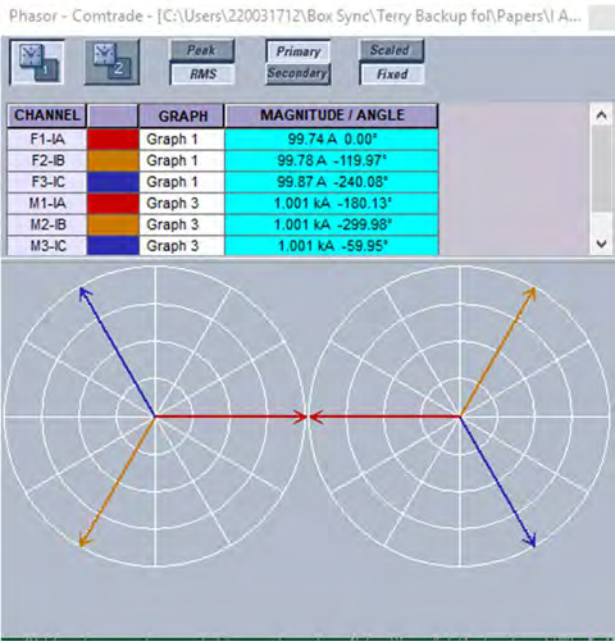 Phasor - Comtrade - [C:\Users\220031712\Box Sync\Terry Backup fol\Papers\I A...
1 2 Peak RMS Primary Secondary Scaled Fixed
CHANNEL GRAPH MAGNITUDE / ANGLE
F1-IA Graph 1 99.74 A 0.00°
F2-IB Graph 1 99.78 A -119.97°
F3-IC Graph 1 99.87 A -240.08°
M1-IA Graph 3 1.001 kA -180.13°
M2-IB Graph 3 1.001 kA -299.98°
M3-IC Graph 3 1.001 kA -59.95°